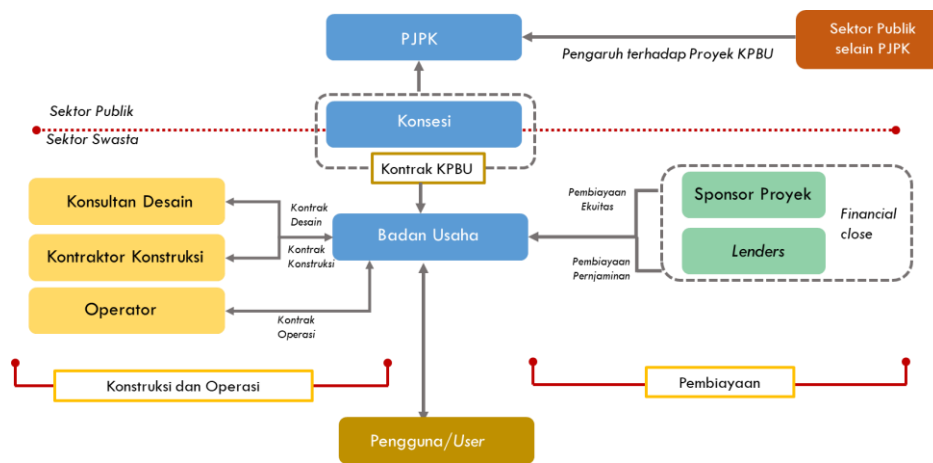 PJPK
Sektor Publik
selain PJPK
Pengaruh terhadap Proyek KPBU
Sektor Publik
Sektor Swasta
Konsesi
Kontrak KPBU
Konsultan Desain
Kontraktor Konstruksi
Operator
Kontrak
Desain
Kontrak
Konstruksi
Kontrak
Operasi
Badan Usaha
Pembiayaan
Ekuitas
Pembiayaan
Pernjaminan
Sponsor Proyek
Lenders
Financial
close
Konstruksi dan Operasi
Pembiayaan
Pengguna/User